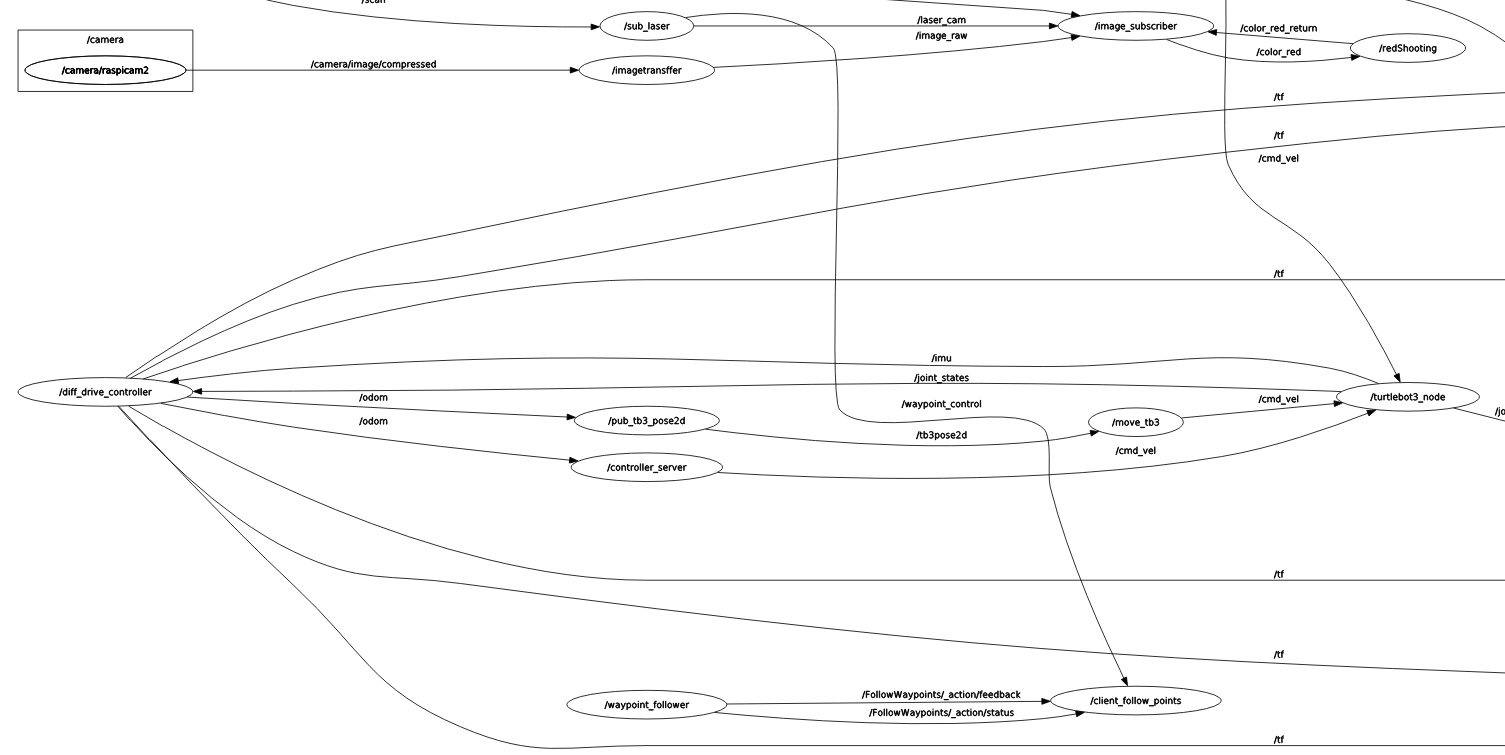 /scan
/sub_laser
/laser_cam
/image_subscriber
/color_red_return
/image_raw
/camera
/redShooting
/color_red
/camera/raspicam2
/camera/image/compressed
/imagetransffer
/tf
/tf
/cmd_vel
/tf
/imu
/joint_states
/diff_drive_controller
/odom
/waypoint_control
/cmd_vel
/turtlebot3_node
/jo
/odom
/pub_tb3_pose2d
/tb3pose2d
/move_tb3
/cmd_vel
/controller_server
/tf
/tf
/FollowWaypoints/_action/feedback
/waypoint_follower
/client_follow_points
/FollowWaypoints/_action/status
/tf